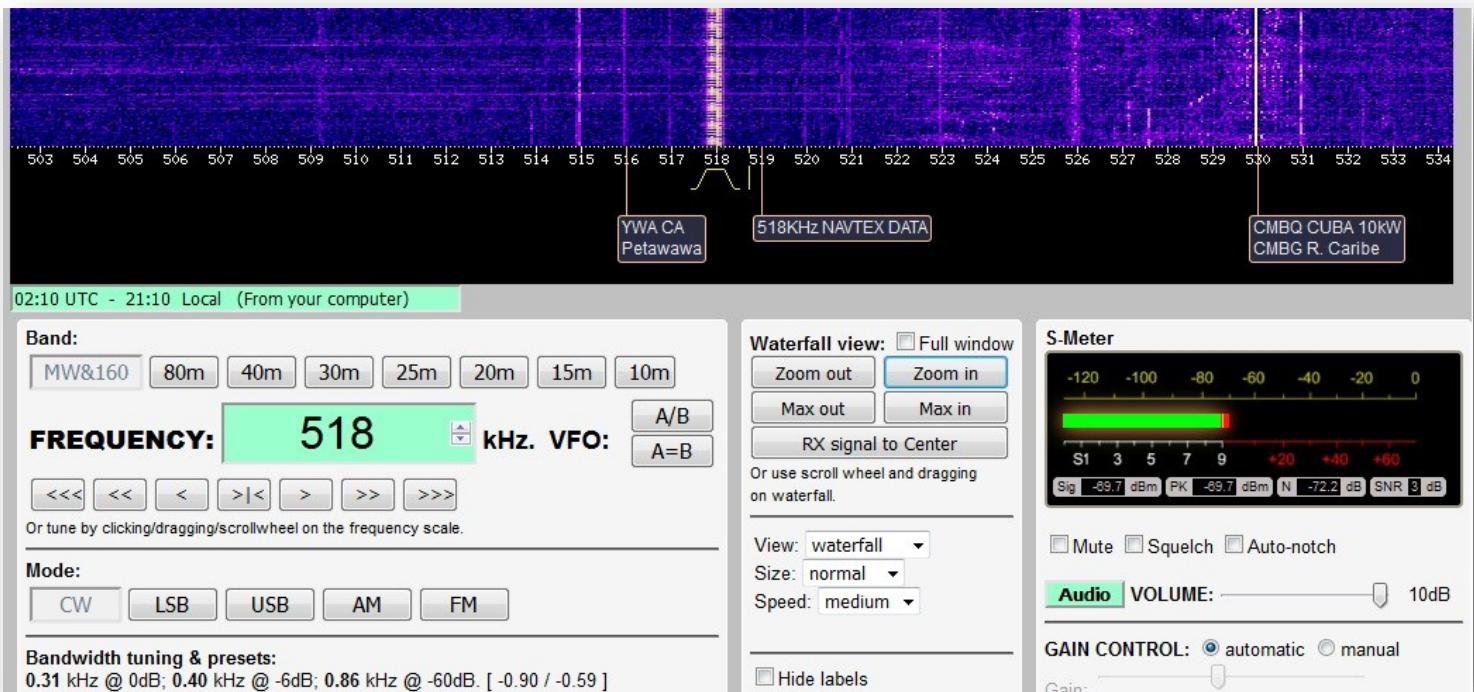 503 504 505 506 507 508 509 510 511 512 513 514 515 516 517 518 519 520 521 522 523 524 525 526 527 528 529 530 531 532 533 534
YWA CA
Petawawa
518KHz NAVTEX DATA
CMBQ CUBA 10kW
CMBG R. Caribe
02:10 UTC - 21:10 Local (From your computer)
Band:
MW&160 80m 40m 30m 25m 20m 15m 10m
FREQUENCY: 518 kHz. VFO: A/B
A=B
<<< << < >|< > >> >>>
Or tune by clicking/dragging/scrollwheel on the frequency scale.
Mode:
CW LSB USB AM FM
Bandwidth tuning & presets:
0.31 kHz @ 0dB; 0.40 kHz @ -6dB; 0.86 kHz @ -60dB. [ -0.90 / -0.59 ]
Waterfall view: Full window
Zoom out Zoom in
Max out Max in
RX signal to Center
Or use scroll wheel and dragging
on waterfall.
View: waterfall
Size: normal
Speed: medium
Hide labels
S-Meter
-120 -100 -80 -60 -40 -20 0
S1 3 5 7 9 +20 +40 +60
Sig -69.7 dBm PK -69.7 dBm N -72.2 dB SNR 3 dB
Mute Squelch Auto-notch
Audio VOLUME: 10dB
GAIN CONTROL: automatic manual
Gain: